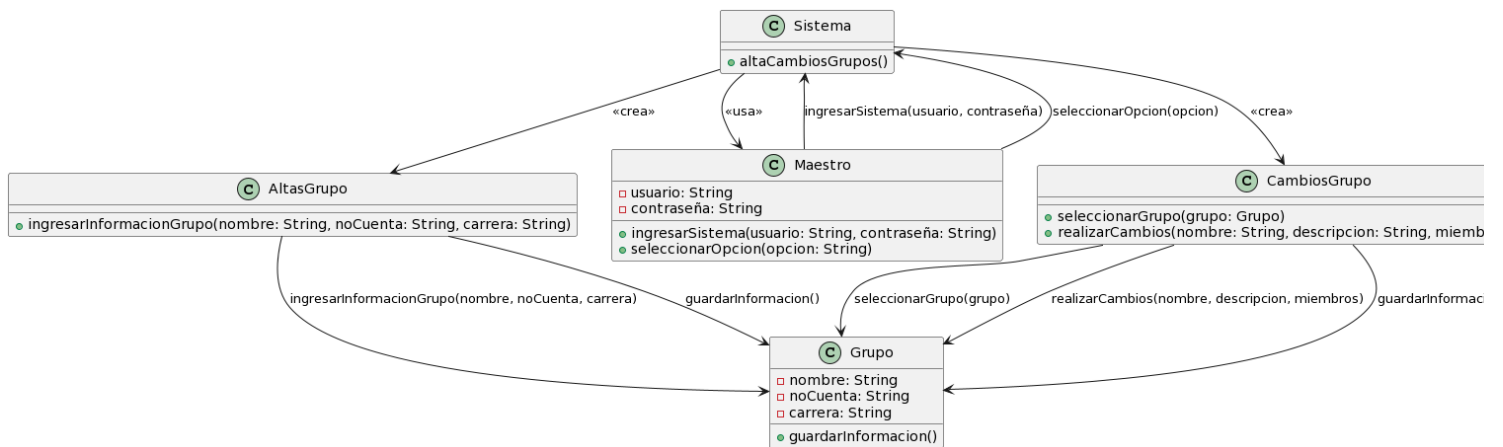 C Sistema
altaCambiosGrupos()
«crea»
«usa»
ingresarSistema(usuario, contraseña)
seleccionarOpcion(opcion)
«crea»
C AltasGrupo
ingresarInformacionGrupo(nombre: String, noCuenta: String, carrera: String)
C Maestro
usuario: String
contraseña: String
ingresarSistema(usuario: String, contraseña: String)
seleccionarOpcion(opcion: String)
C CambiosGrupo
seleccionarGrupo(grupo: Grupo)
realizarCambios(nombre: String, descripcion: String,
ingresarInformacionGrupo(nombre, noCuenta, carrera)
guardarInformacion()
seleccionarGrupo(grupo)
realizarCambios(nombre, descripcion, miembros)
C Grupo
nombre: String
noCuenta: String
carrera: String
guardarInformacion()